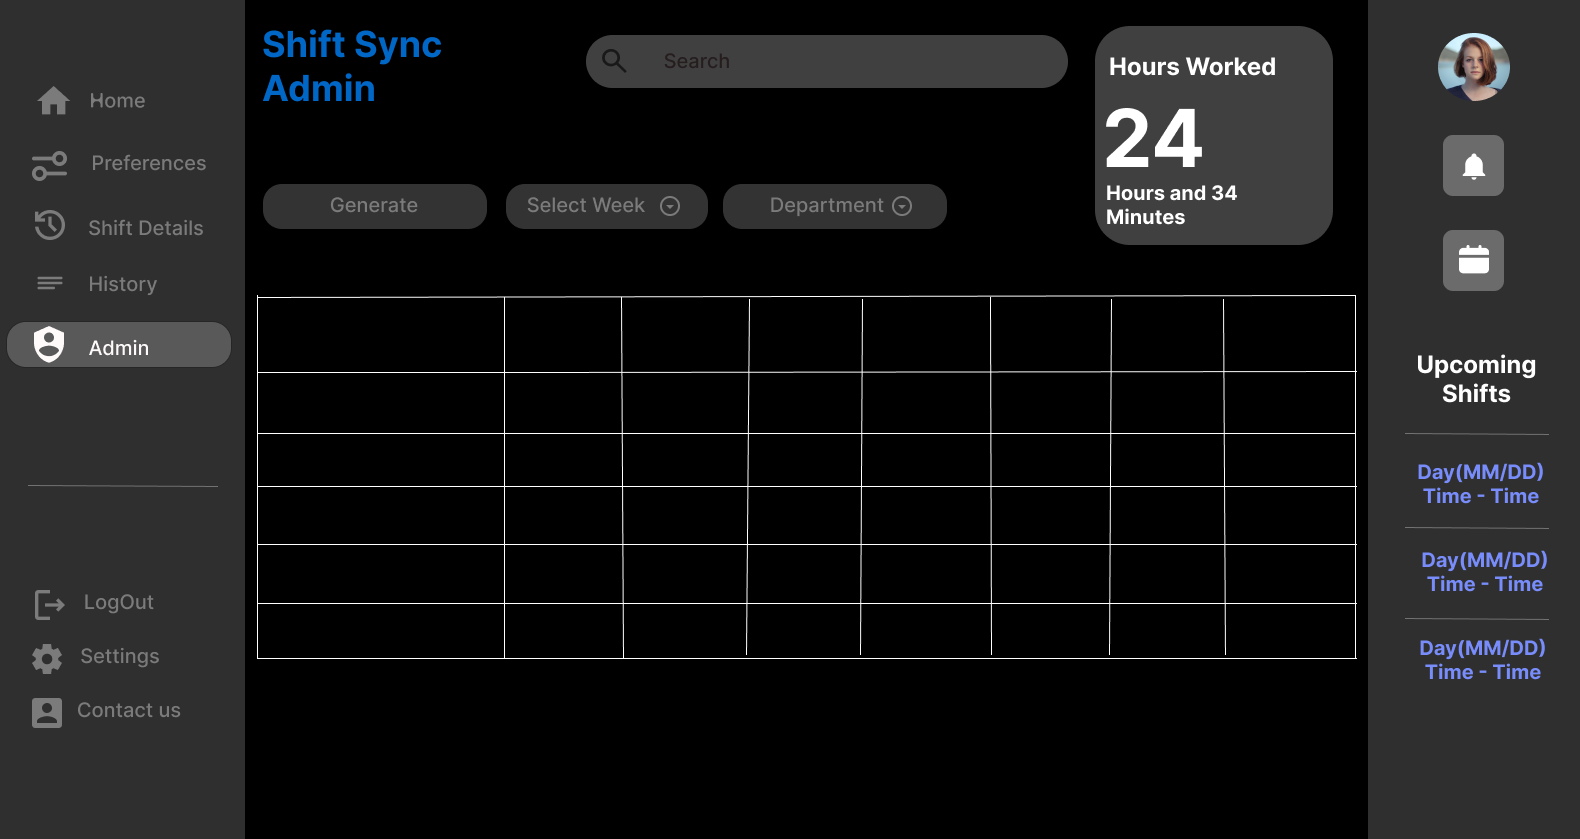 Home
Preferences
Shift Details
History
Admin
LogOut
Settings
Contact us
Shift Sync
Admin
Search
Generate
Select Week
Department
Hours Worked
24
Hours and 34
Minutes
Upcoming
Shifts
Day(MM/DD)
Time - Time
Day(MM/DD)
Time - Time
Day(MM/DD)
Time - Time